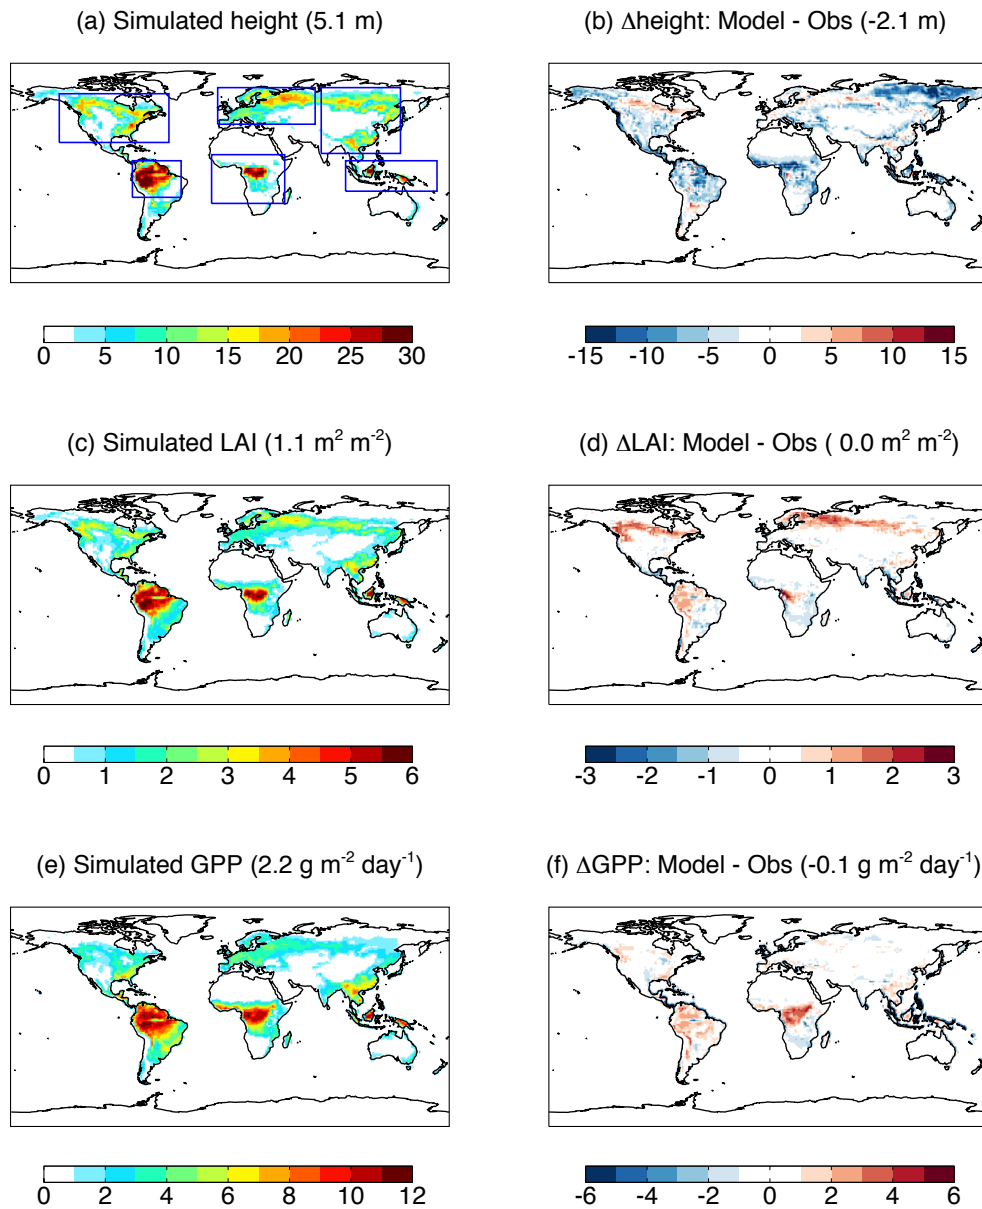 (a) Simulated height (5.1 m)
(b) Δheight: Model - Obs (-2.1 m)
0 5 10 15 20 25 30
-15 -10 -5 0 5 10 15
(c) Simulated LAI (1.1 m² m⁻²)
(d) ΔLAI: Model - Obs ( 0.0 m² m⁻²)
0 1 2 3 4 5 6
-3 -2 -1 0 1 2 3
(e) Simulated GPP (2.2 g m⁻² day⁻¹)
(f) ΔGPP: Model - Obs (-0.1 g m⁻² day⁻¹)
0 2 4 6 8 10 12
-6 -4 -2 0 2 4 6